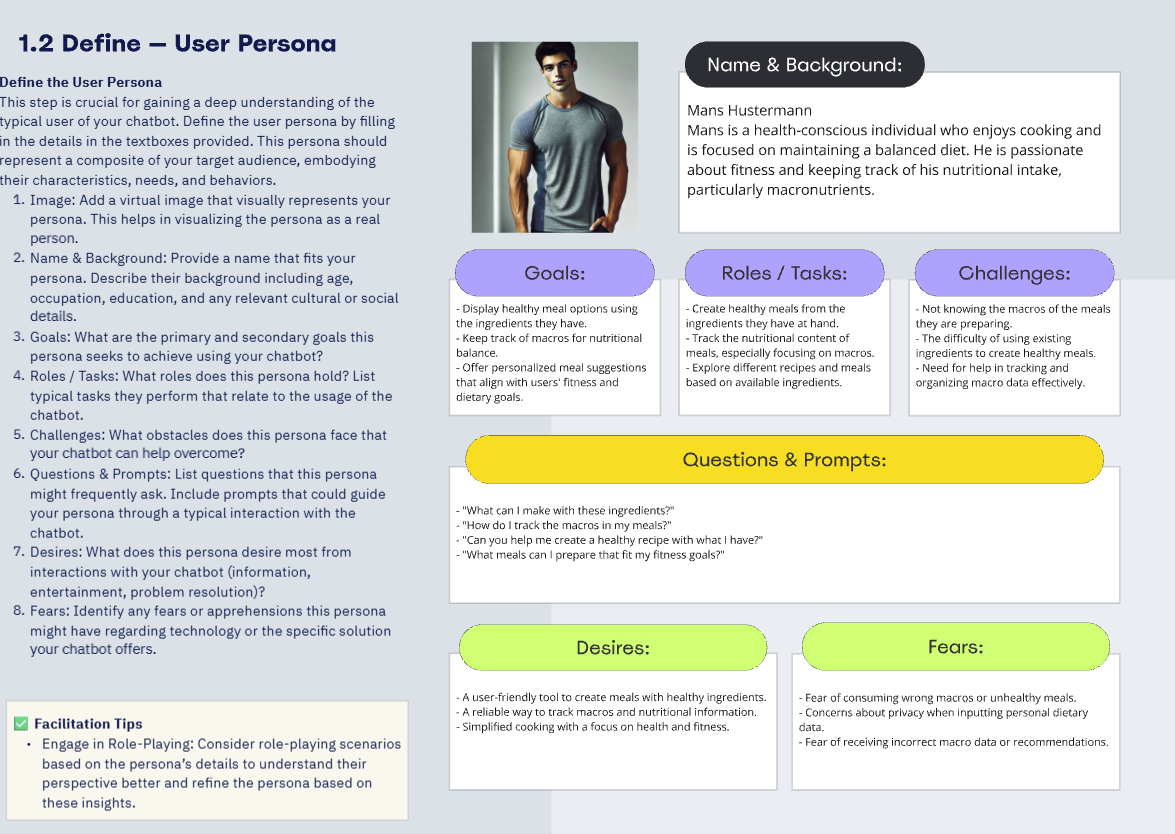 1.2 Define – User Persona
Define the User Persona
This step is crucial for gaining a deep understanding of the
typical user of your chatbot. Define the user persona by filling
in the details in the textboxes provided. This persona should
represent a composite of your target audience, embodying
their characteristics, needs, and behaviors.
1. Image: Add a virtual image that visually represents your
persona. This helps in visualizing the persona as a real
person.
2. Name & Background: Provide a name that fits your
persona. Describe their background including age,
occupation, education, and any relevant cultural or social
details.
3. Goals: What are the primary and secondary goals this
persona seeks to achieve using your chatbot?
4. Roles / Tasks: What roles does this persona hold? List
typical tasks they perform that relate to the usage of the
chatbot.
5. Challenges: What obstacles does this persona face that
your chatbot can help overcome?
6. Questions & Prompts: List questions that this persona
might frequently ask. Include prompts that could guide
your persona through a typical interaction with the
chatbot.
7. Desires: What does this persona desire most from
interactions with your chatbot (information,
entertainment, problem resolution)?
8. Fears: Identify any fears or apprehensions this persona
might have regarding technology or the specific solution
your chatbot offers.
✅ Facilitation Tips
• Engage in Role-Playing: Consider role-playing scenarios
based on the persona's details to understand their
perspective better and refine the persona based on
these insights.
Name & Background:
Mans Hustermann
Mans is a health-conscious individual who enjoys cooking and
is focused on maintaining a balanced diet. He is passionate
about fitness and keeping track of his nutritional intake,
particularly macronutrients.
Goals:
- Display healthy meal options using
the ingredients they have.
- Keep track of macros for nutritional
balance.
- Offer personalized meal suggestions
that align with users' fitness and
dietary goals.
Roles / Tasks:
- Create healthy meals from the
ingredients they have at hand.
- Track the nutritional content of
meals, especially focusing on macros.
- Explore different recipes and meals
based on available ingredients.
Challenges:
- Not knowing the macros of the meals
they are preparing.
- The difficulty of using existing
ingredients to create healthy meals.
- Need for help in tracking and
organizing macro data effectively.
Questions & Prompts:
- "What can I make with these ingredients?"
- "How do I track the macros in my meals?"
- "Can you help me create a healthy recipe with what I have?"
- "What meals can I prepare that fit my fitness goals?"
Desires:
- A user-friendly tool to create meals with healthy ingredients.
- A reliable way to track macros and nutritional information.
- Simplified cooking with a focus on health and fitness.
Fears:
- Fear of consuming wrong macros or unhealthy meals.
- Concerns about privacy when inputting personal dietary
data.
- Fear of receiving incorrect macro data or recommendations.